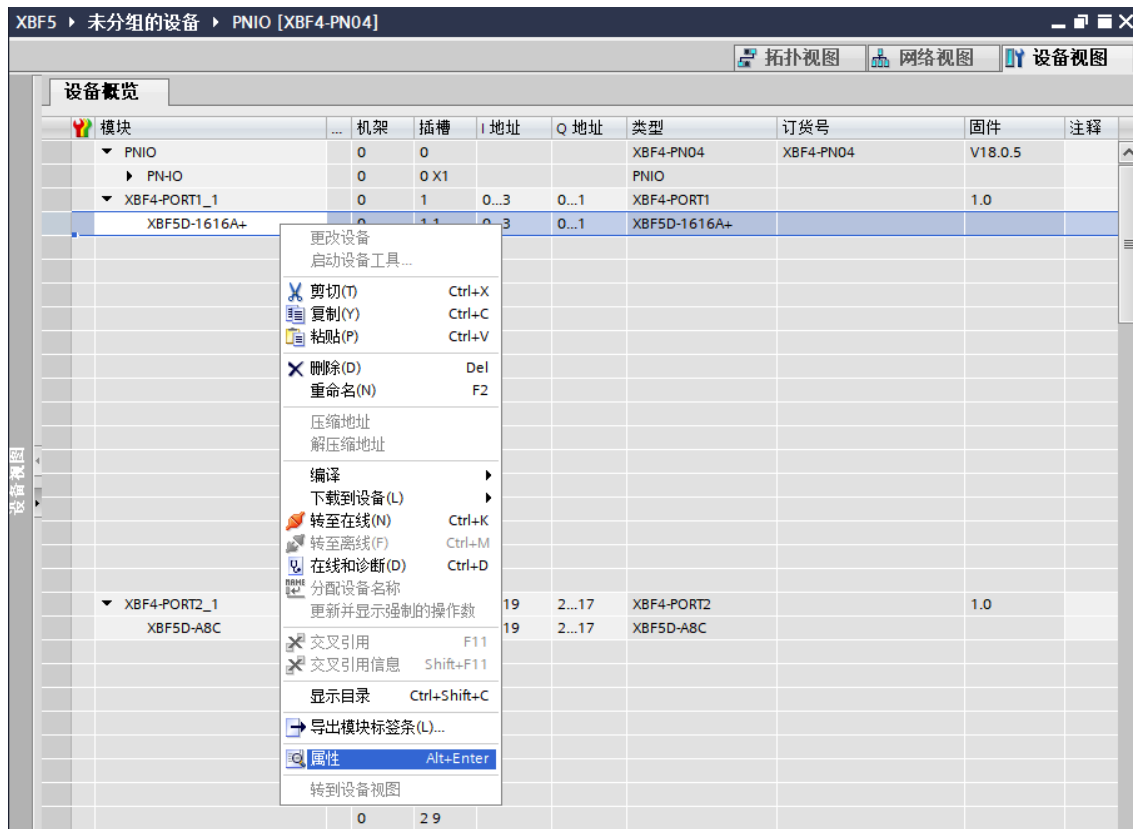 XBF5 ▸ 未分组的设备 ▸ PNIO [XBF4-PN04]
拓扑视图 网络视图 设备视图
设备概览
模块 ... 机架 插槽 I 地址 Q 地址 类型 订货号 固件 注释
PNIO 0 0 XBF4-PN04 XBF4-PN04 V18.0.5
PN-IO 0 0 X1 PNIO
XBF4-PORT1_1 0 1 0...3 0...1 XBF4-PORT1 1.0
XBF5D-1616A+ 0 1 1 0...3 0...1 XBF5D-1616A+
更改设备
启动设备工具...
剪切(T) Ctrl+X
复制(Y) Ctrl+C
粘贴(P) Ctrl+V
删除(D) Del
重命名(N) F2
压缩地址
解压缩地址
编译
下载到设备(L)
转至在线(N) Ctrl+K
转至离线(F) Ctrl+M
在线和诊断(D) Ctrl+D
分配设备名称
更新并显示强制的操作数
交叉引用 F11
交叉引用信息 Shift+F11
显示目录 Ctrl+Shift+C
导出模块标签条(L)...
属性 Alt+Enter
转到设备视图
设备视图
XBF4-PORT2_1 19 2...17 XBF4-PORT2 1.0
XBF5D-A8C 19 2...17 XBF5D-A8C
0 2 9